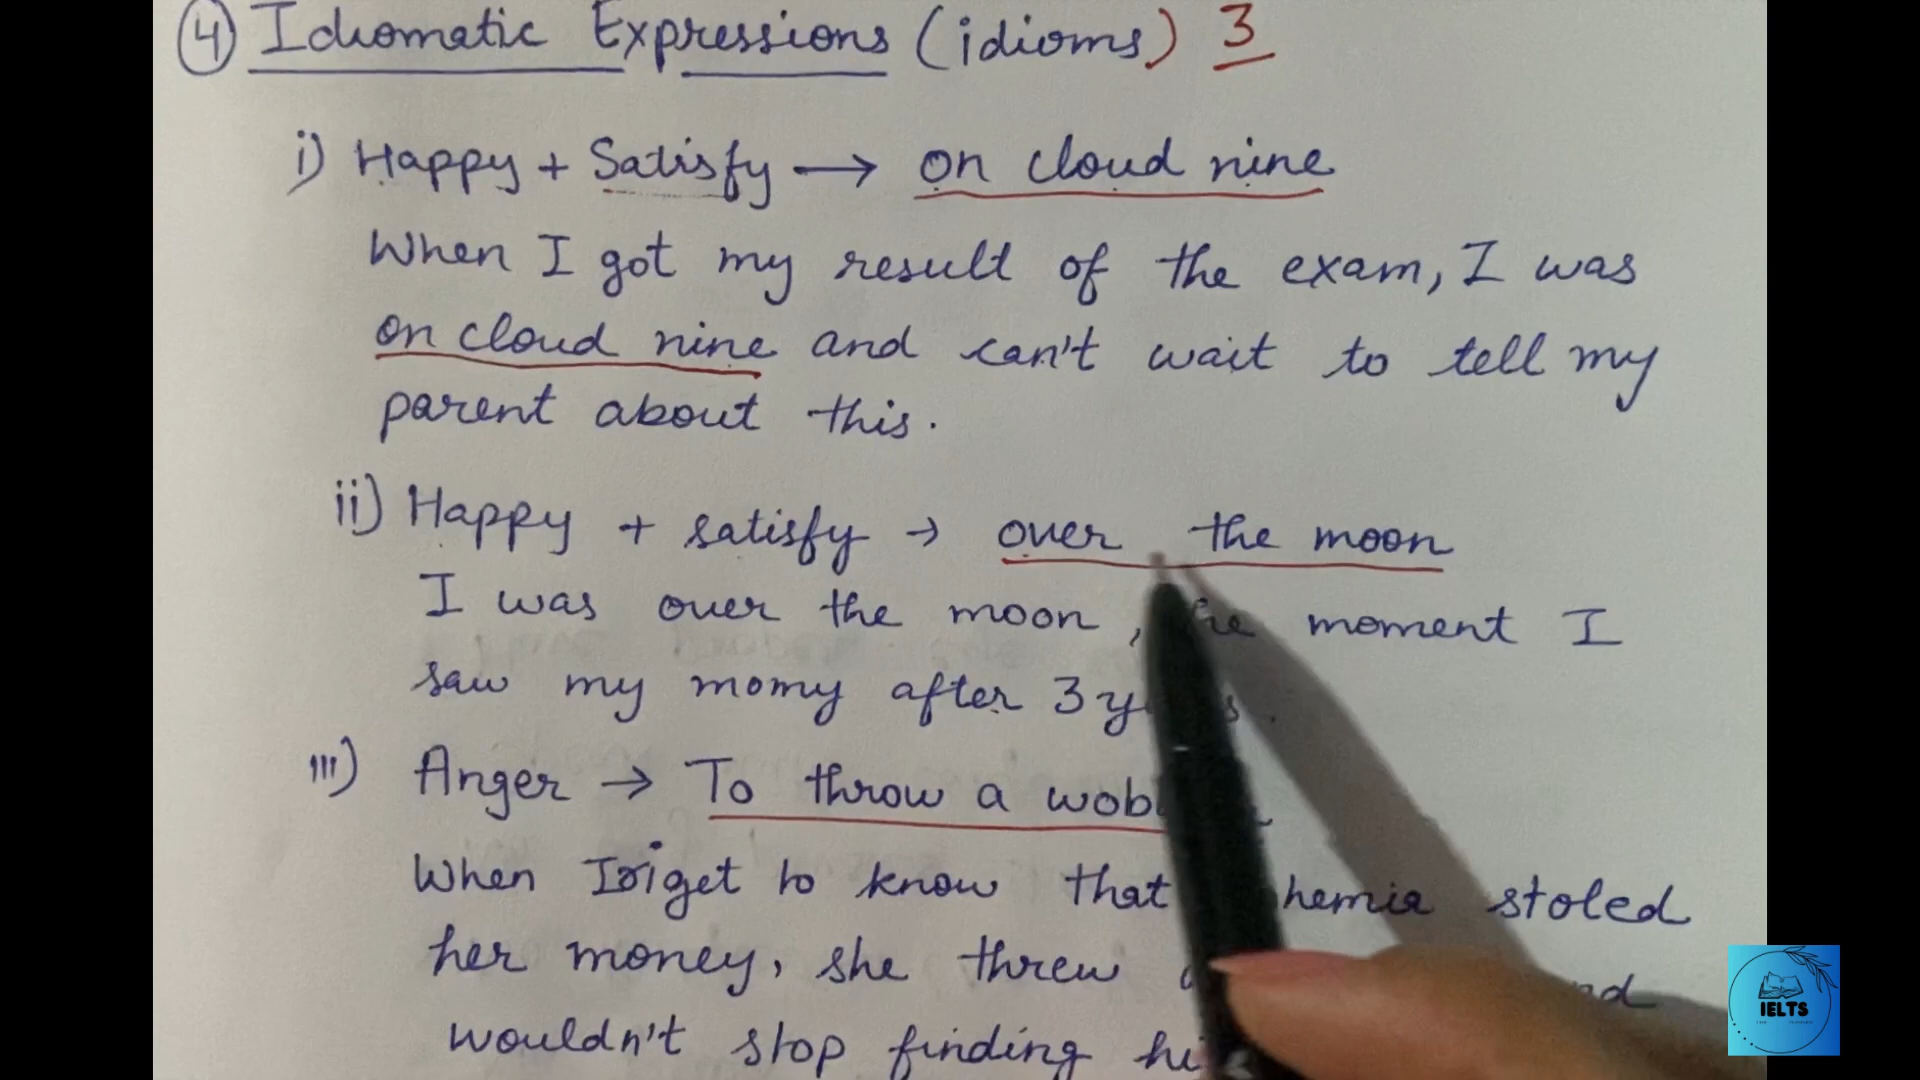 4 Idiomatic Expressions (idioms) 3
i) Happy + Satisfy → on cloud nine
When I got my result of the exam, I was
on cloud nine and can't wait to tell my
parent about this.
ii) Happy + satisfy → over the moon
I was over the moon, moment I
saw my momy after 3
iii) Anger → To throw a
When get to know that stoled
her money, she threw
wouldn't stop finding
IELTS